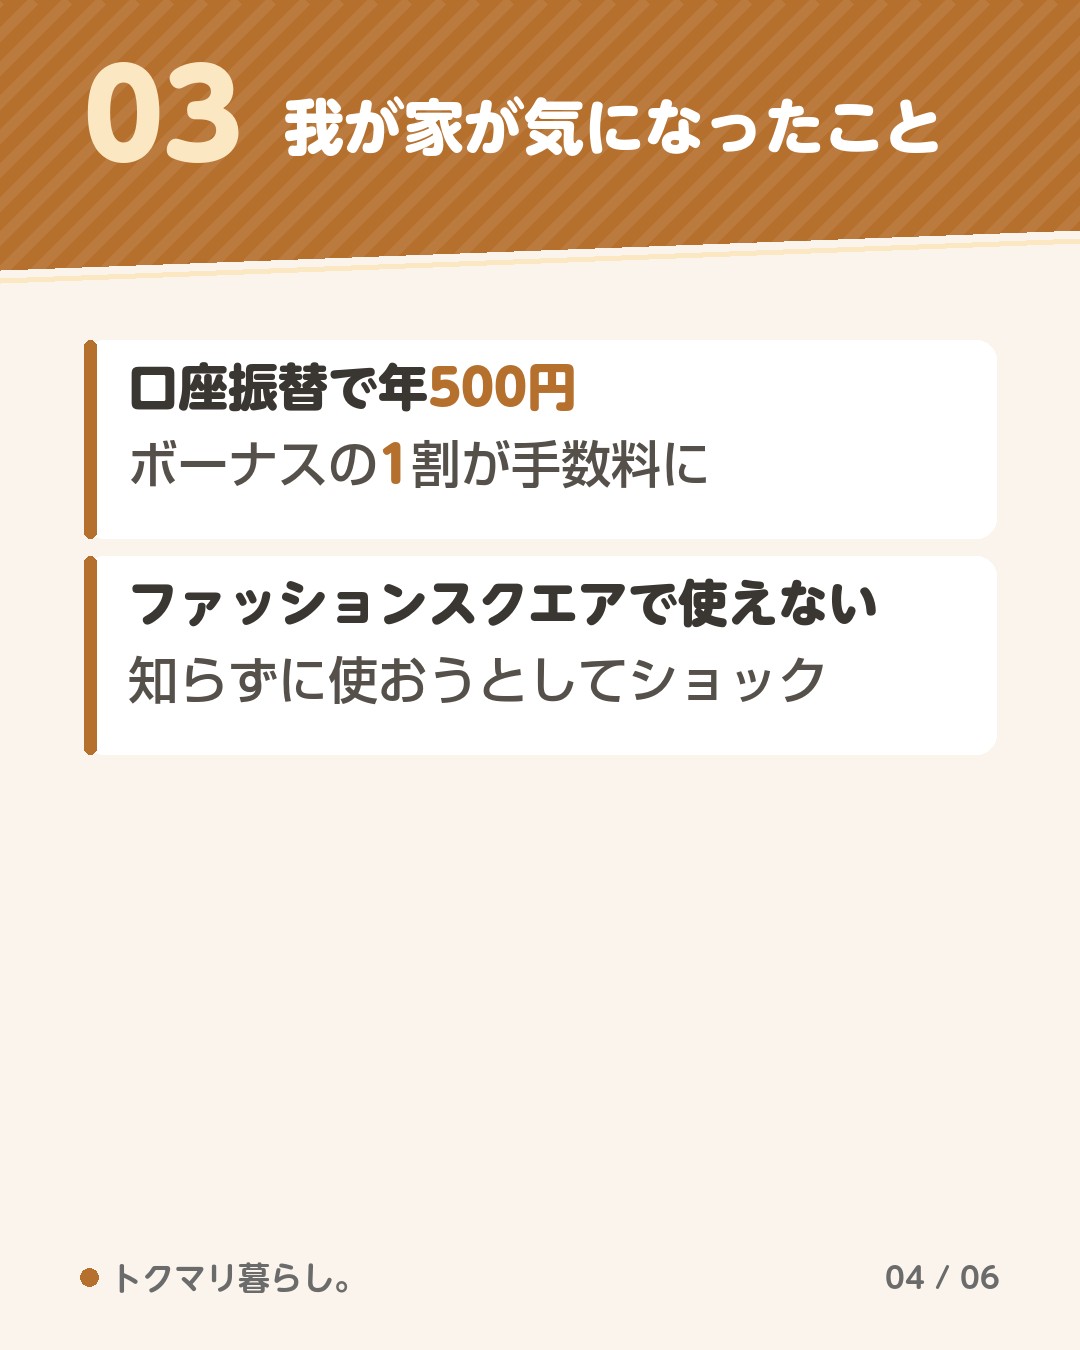 03 我が家が気になったこと
口座振替で年500円
ボーナスの1割が手数料に
ファッションスクエアで使えない
知らずに使おうとしてショック
トクマリ暮らし。
04 / 06